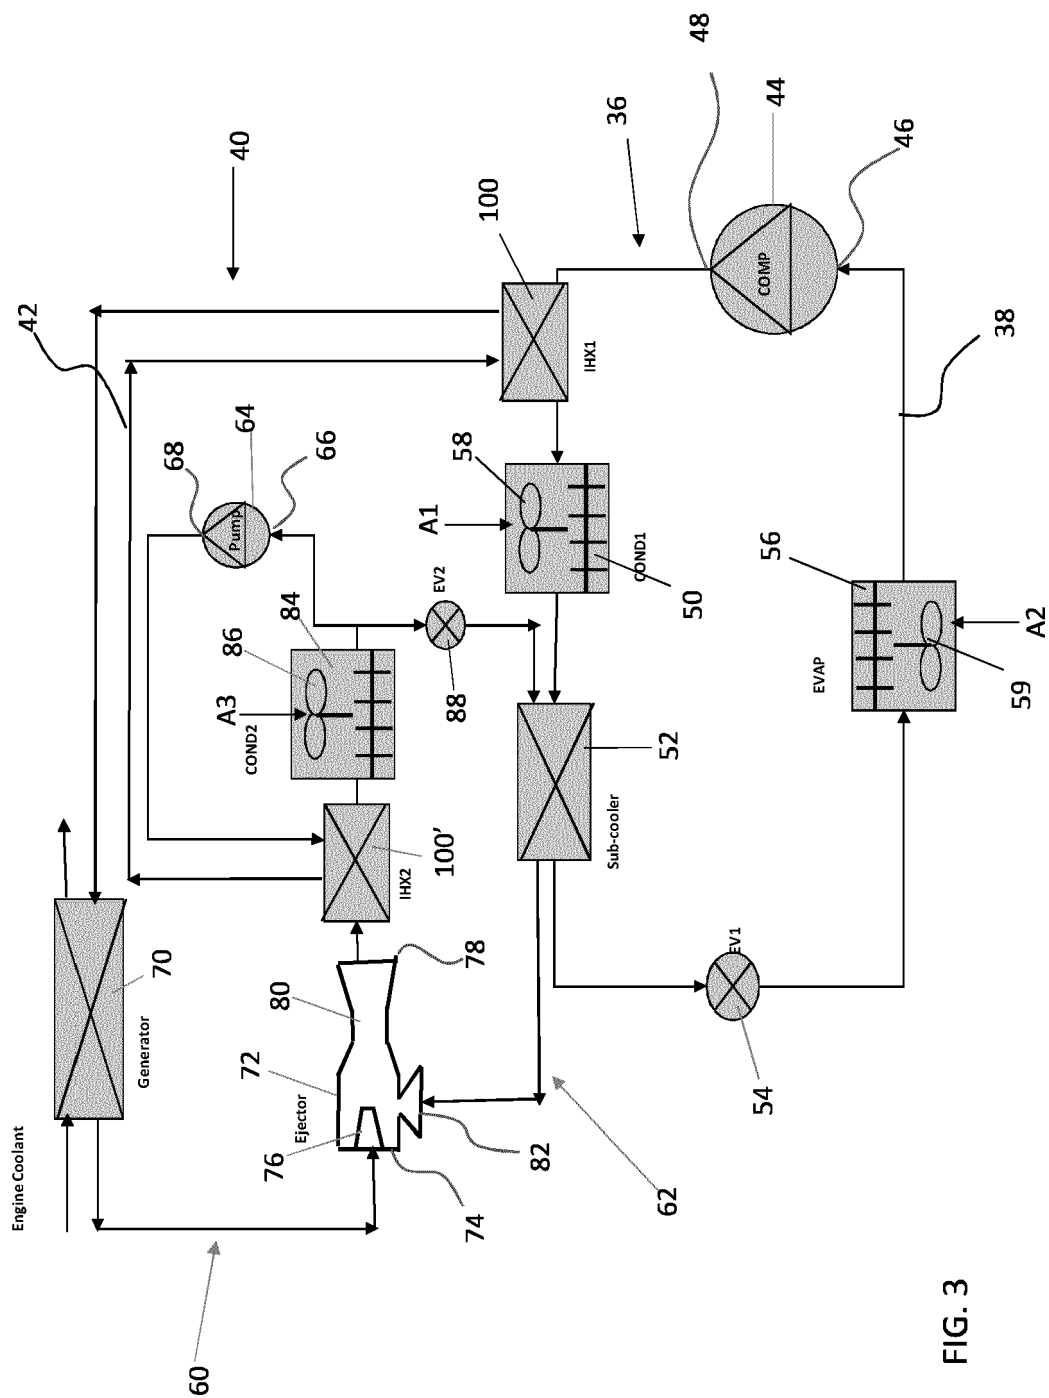 Engine Coolant
60
Generator
70
42
40
Ejector
76
72
80
74
82
78
62
IHX2
100'
COND2
A3
86
84
88
EV2
Pump
68
64
66
A1
58
COND1
50
IHX1
100
36
48
44
46
COMP
Sub-cooler
52
EV1
54
EVAP
56
59
A2
38
FIG. 3